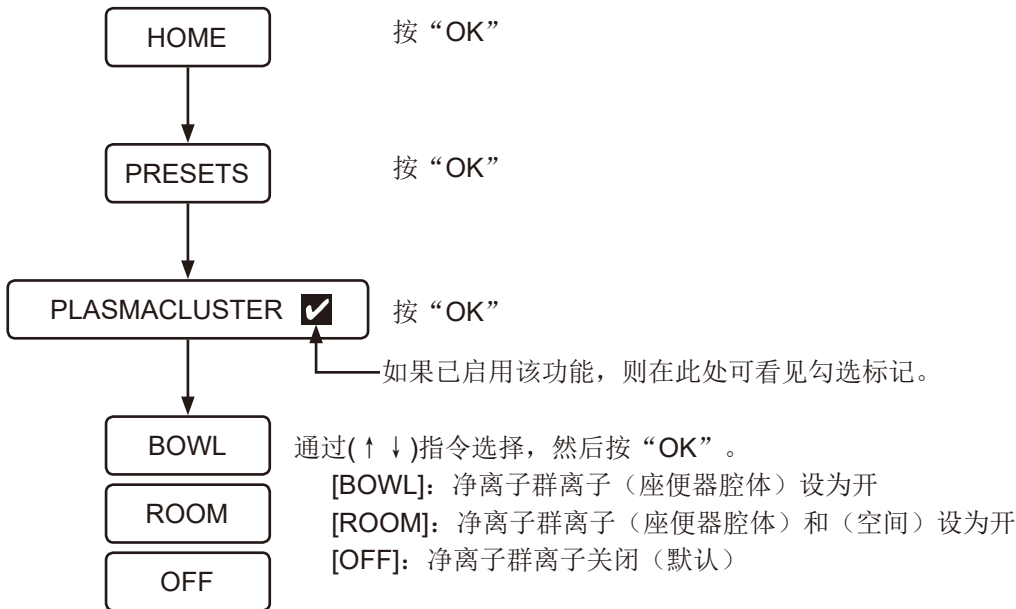 HOME
按“OK”
PRESETS
按“OK”
PLASMACLUSTER ✔
按“OK”
如果已启用该功能，则在此处可看见勾选标记。
BOWL
通过(↑↓)指令选择，然后按“OK”。
[BOWL]：净离子群离子（座便器腔体）设为开
ROOM
[ROOM]：净离子群离子（座便器腔体）和（空间）设为开
[OFF]：净离子群离子关闭（默认）
OFF